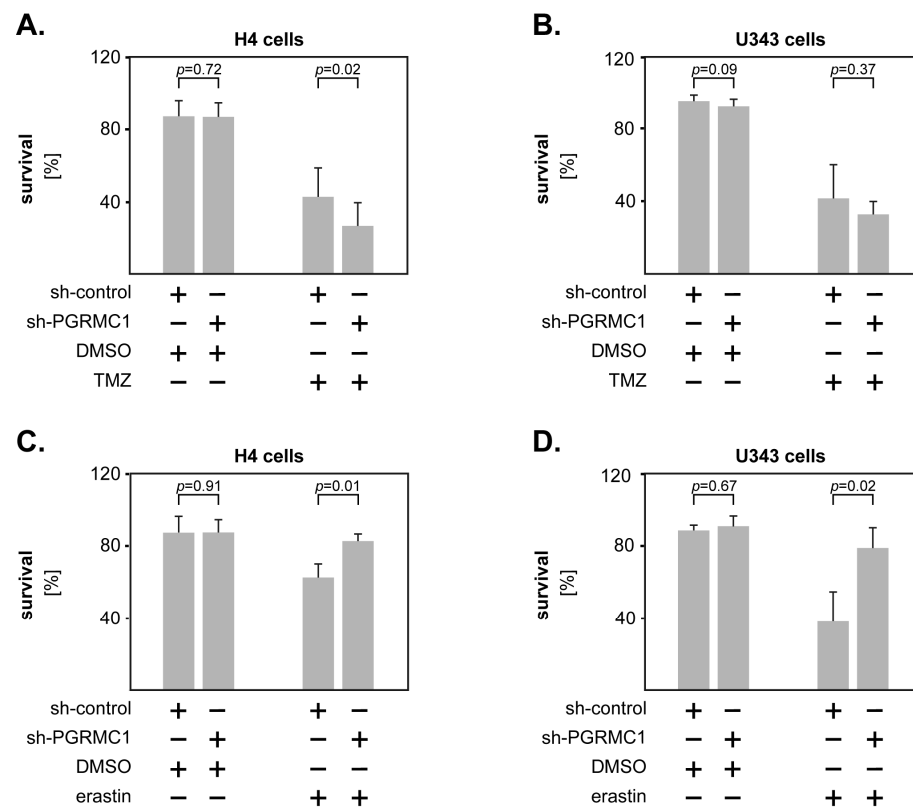 A.
H4 cells
120
80
40
survival
[%]
p=0.72
p=0.02
sh-control + − + −
sh-PGRMC1 − + − +
DMSO + + − −
TMZ − − + +
B.
U343 cells
120
80
40
survival
[%]
p=0.09
p=0.37
sh-control + − + −
sh-PGRMC1 − + − +
DMSO + + − −
TMZ − − + +
C.
H4 cells
120
80
40
survival
[%]
p=0.91
p=0.01
sh-control + − + −
sh-PGRMC1 − + − +
DMSO + + − −
erastin − − + +
D.
U343 cells
120
80
40
survival
[%]
p=0.67
p=0.02
sh-control + − + −
sh-PGRMC1 − + − +
DMSO + + − −
erastin − − + +